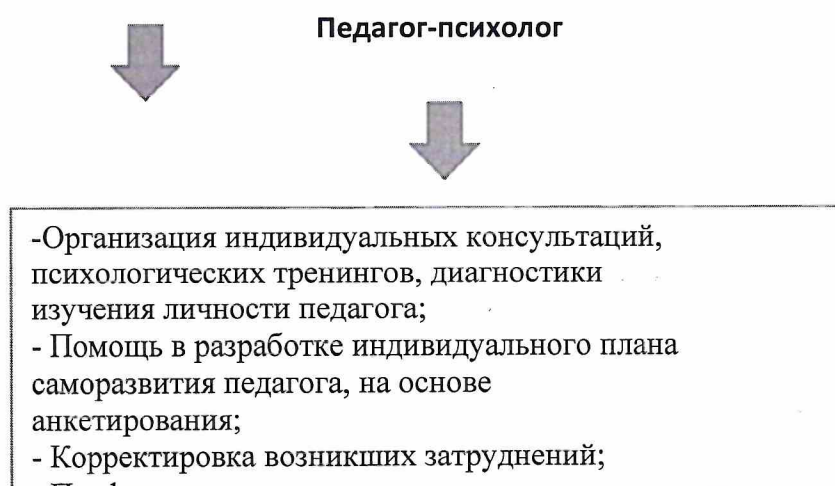 Педагог-психолог
-Организация индивидуальных консультаций,
психологических тренингов, диагностики
изучения личности педагога;
- Помощь в разработке индивидуального плана
саморазвития педагога, на основе
анкетирования;
- Корректировка возникших затруднений;